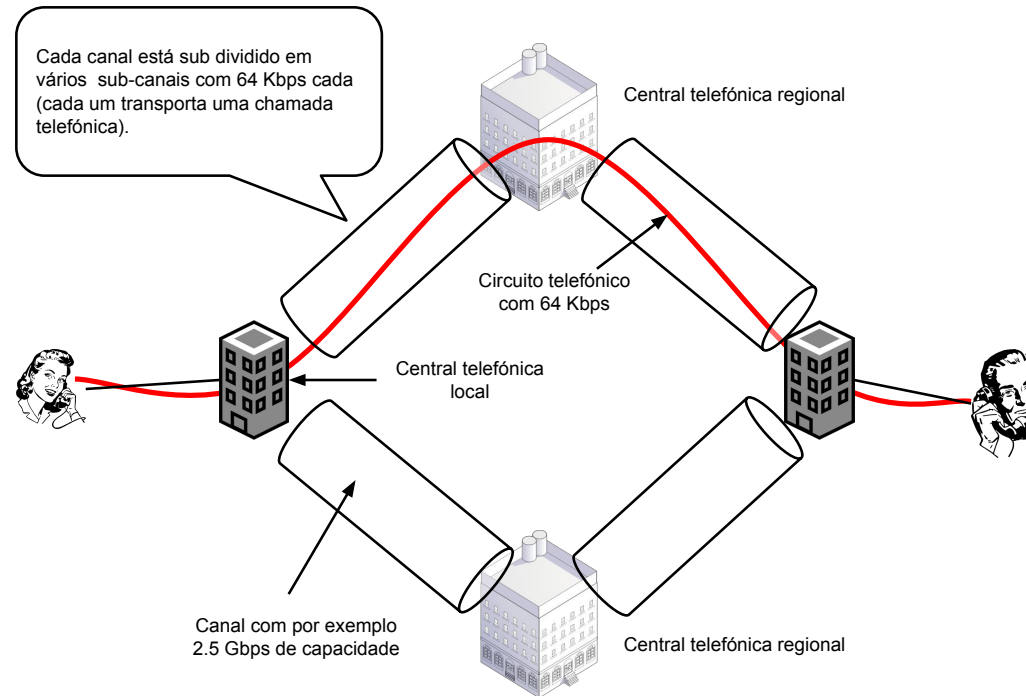 Cada canal está sub dividido em
vários sub-canais com 64 Kbps cada
(cada um transporta uma chamada
telefónica).
Central telefónica regional
Circuito telefónico
com 64 Kbps
Central telefónica
local
Canal com por exemplo
2.5 Gbps de capacidade
Central telefónica regional